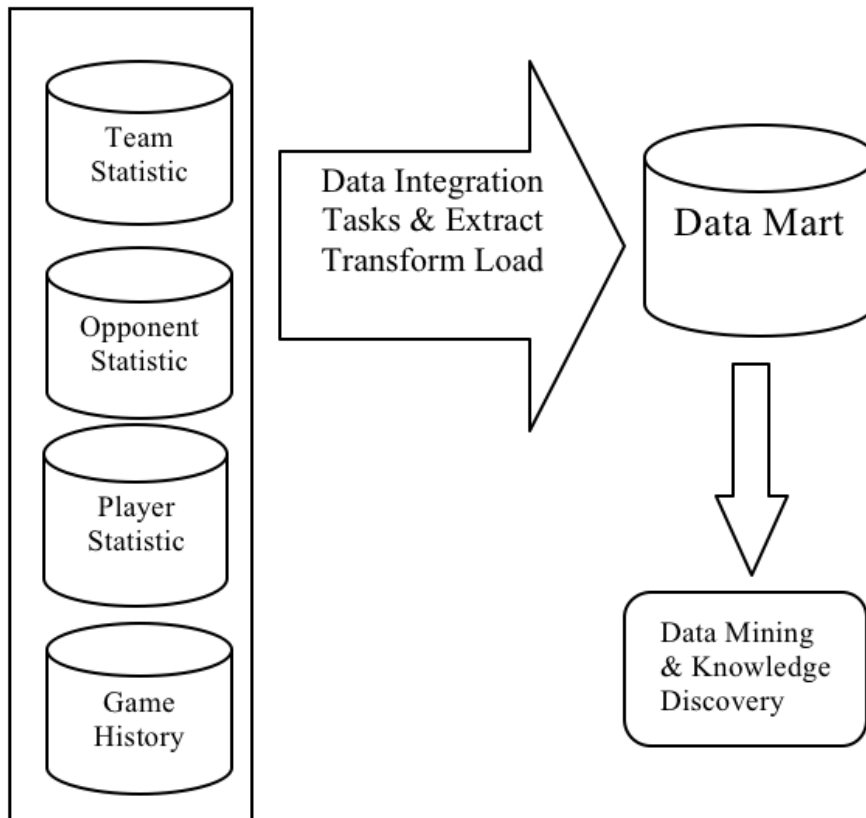 Team
Statistic
Opponent
Statistic
Player
Statistic
Game
History
Data Integration
Tasks & Extract
Transform Load
Data Mart
Data Mining
& Knowledge
Discovery